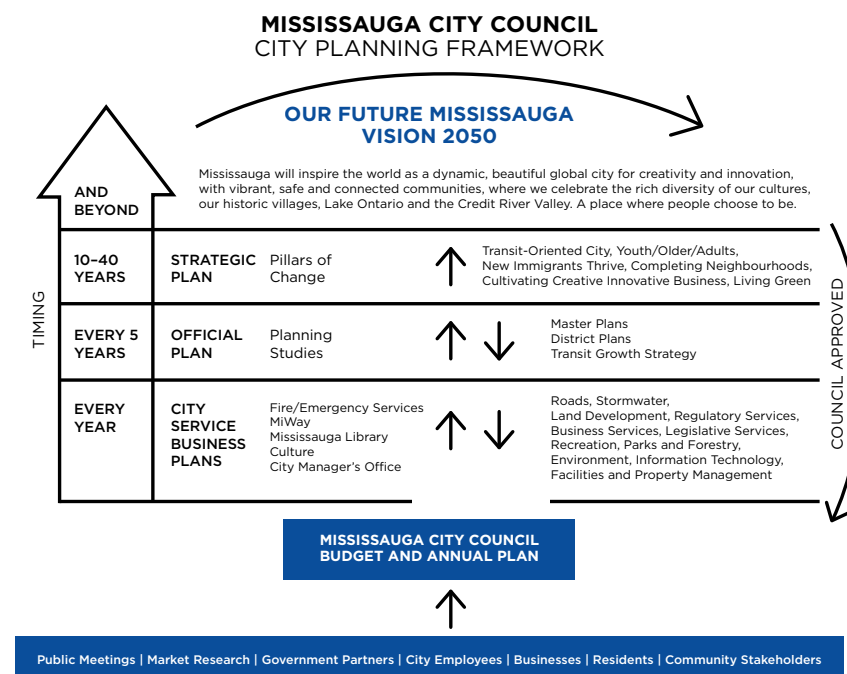 MISSISSAUGA CITY COUNCIL
CITY PLANNING FRAMEWORK
OUR FUTURE MISSISSAUGA
VISION 2050
Mississauga will inspire the world as a dynamic, beautiful global city for creativity and innovation,
with vibrant, safe and connected communities, where we celebrate the rich diversity of our cultures,
our historic villages, Lake Ontario and the Credit River Valley. A place where people choose to be.
AND
BEYOND
TIMING
10–40
YEARS
STRATEGIC
PLAN
Pillars of
Change
Transit-Oriented City, Youth/Older/Adults,
New Immigrants Thrive, Completing Neighbourhoods,
Cultivating Creative Innovative Business, Living Green
EVERY 5
YEARS
OFFICIAL
PLAN
Planning
Studies
Master Plans
District Plans
Transit Growth Strategy
EVERY
YEAR
CITY
SERVICE
BUSINESS
PLANS
Fire/Emergency Services
MiWay
Mississauga Library
Culture
City Manager's Office
Roads, Stormwater,
Land Development, Regulatory Services,
Business Services, Legislative Services,
Recreation, Parks and Forestry,
Environment, Information Technology,
Facilities and Property Management
COUNCIL APPROVED
MISSISSAUGA CITY COUNCIL
BUDGET AND ANNUAL PLAN
Public Meetings | Market Research | Government Partners | City Employees | Businesses | Residents | Community Stakeholders